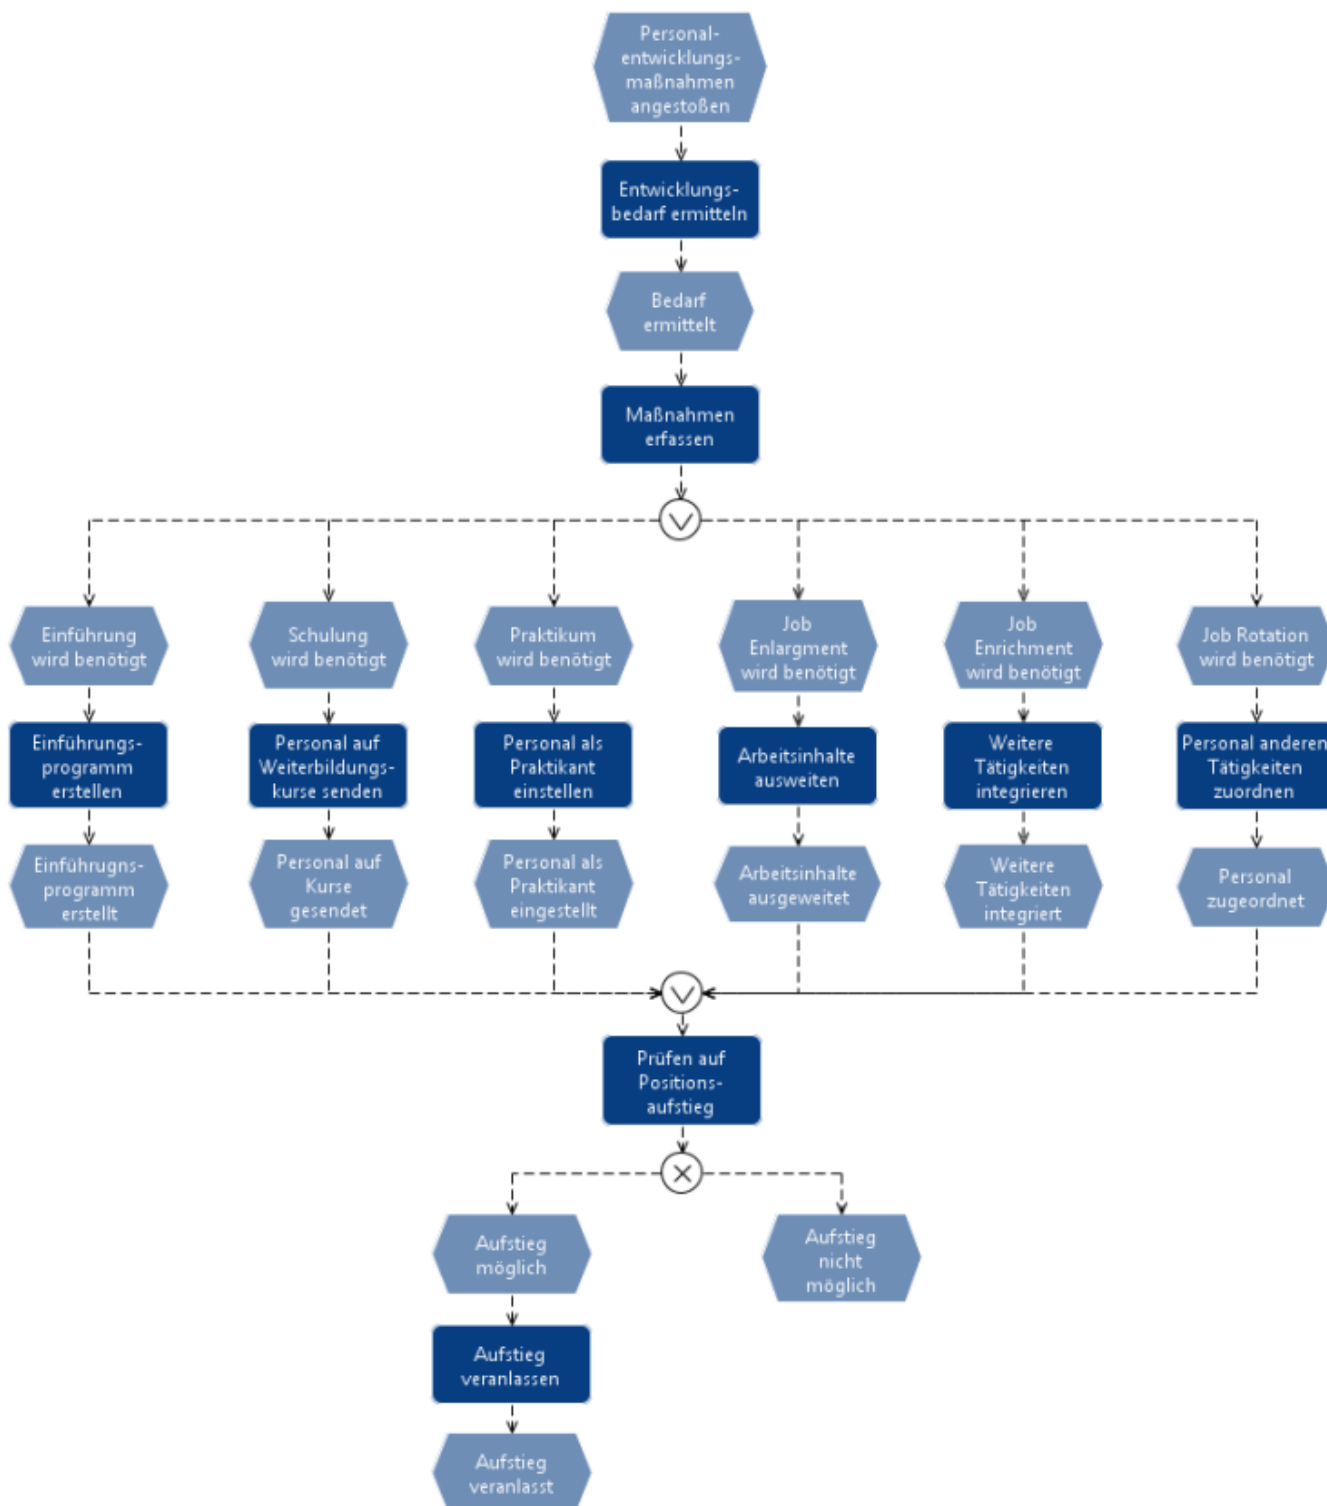 Personal-
entwicklungs-
maßnahmen
angestoßen
Entwicklungs-
bedarf ermitteln
Bedarf
ermittelt
Maßnahmen
erfassen
Einführung
wird benötigt
Schulung
wird benötigt
Praktikum
wird benötigt
Job
Enlargment
wird benötigt
Job
Enrichment
wird benötigt
Job Rotation
wird benötigt
Einführungs-
programm
erstellen
Personal auf
Weiterbildungs-
kurse senden
Personal als
Praktikant
einstellen
Arbeitsinhalte
ausweiten
Weitere
Tätigkeiten
integrieren
Personal anderen
Tätigkeiten
zuordnen
Einführugns-
programm
erstellt
Personal auf
Kurse
gesendet
Personal als
Praktikant
eingestellt
Arbeitsinhalte
ausgeweitet
Weitere
Tätigkeiten
integriert
Personal
zugeordnet
Prüfen auf
Positions-
aufstieg
Aufstieg
möglich
Aufstieg
nicht
möglich
Aufstieg
veranlassen
Aufstieg
veranlasst